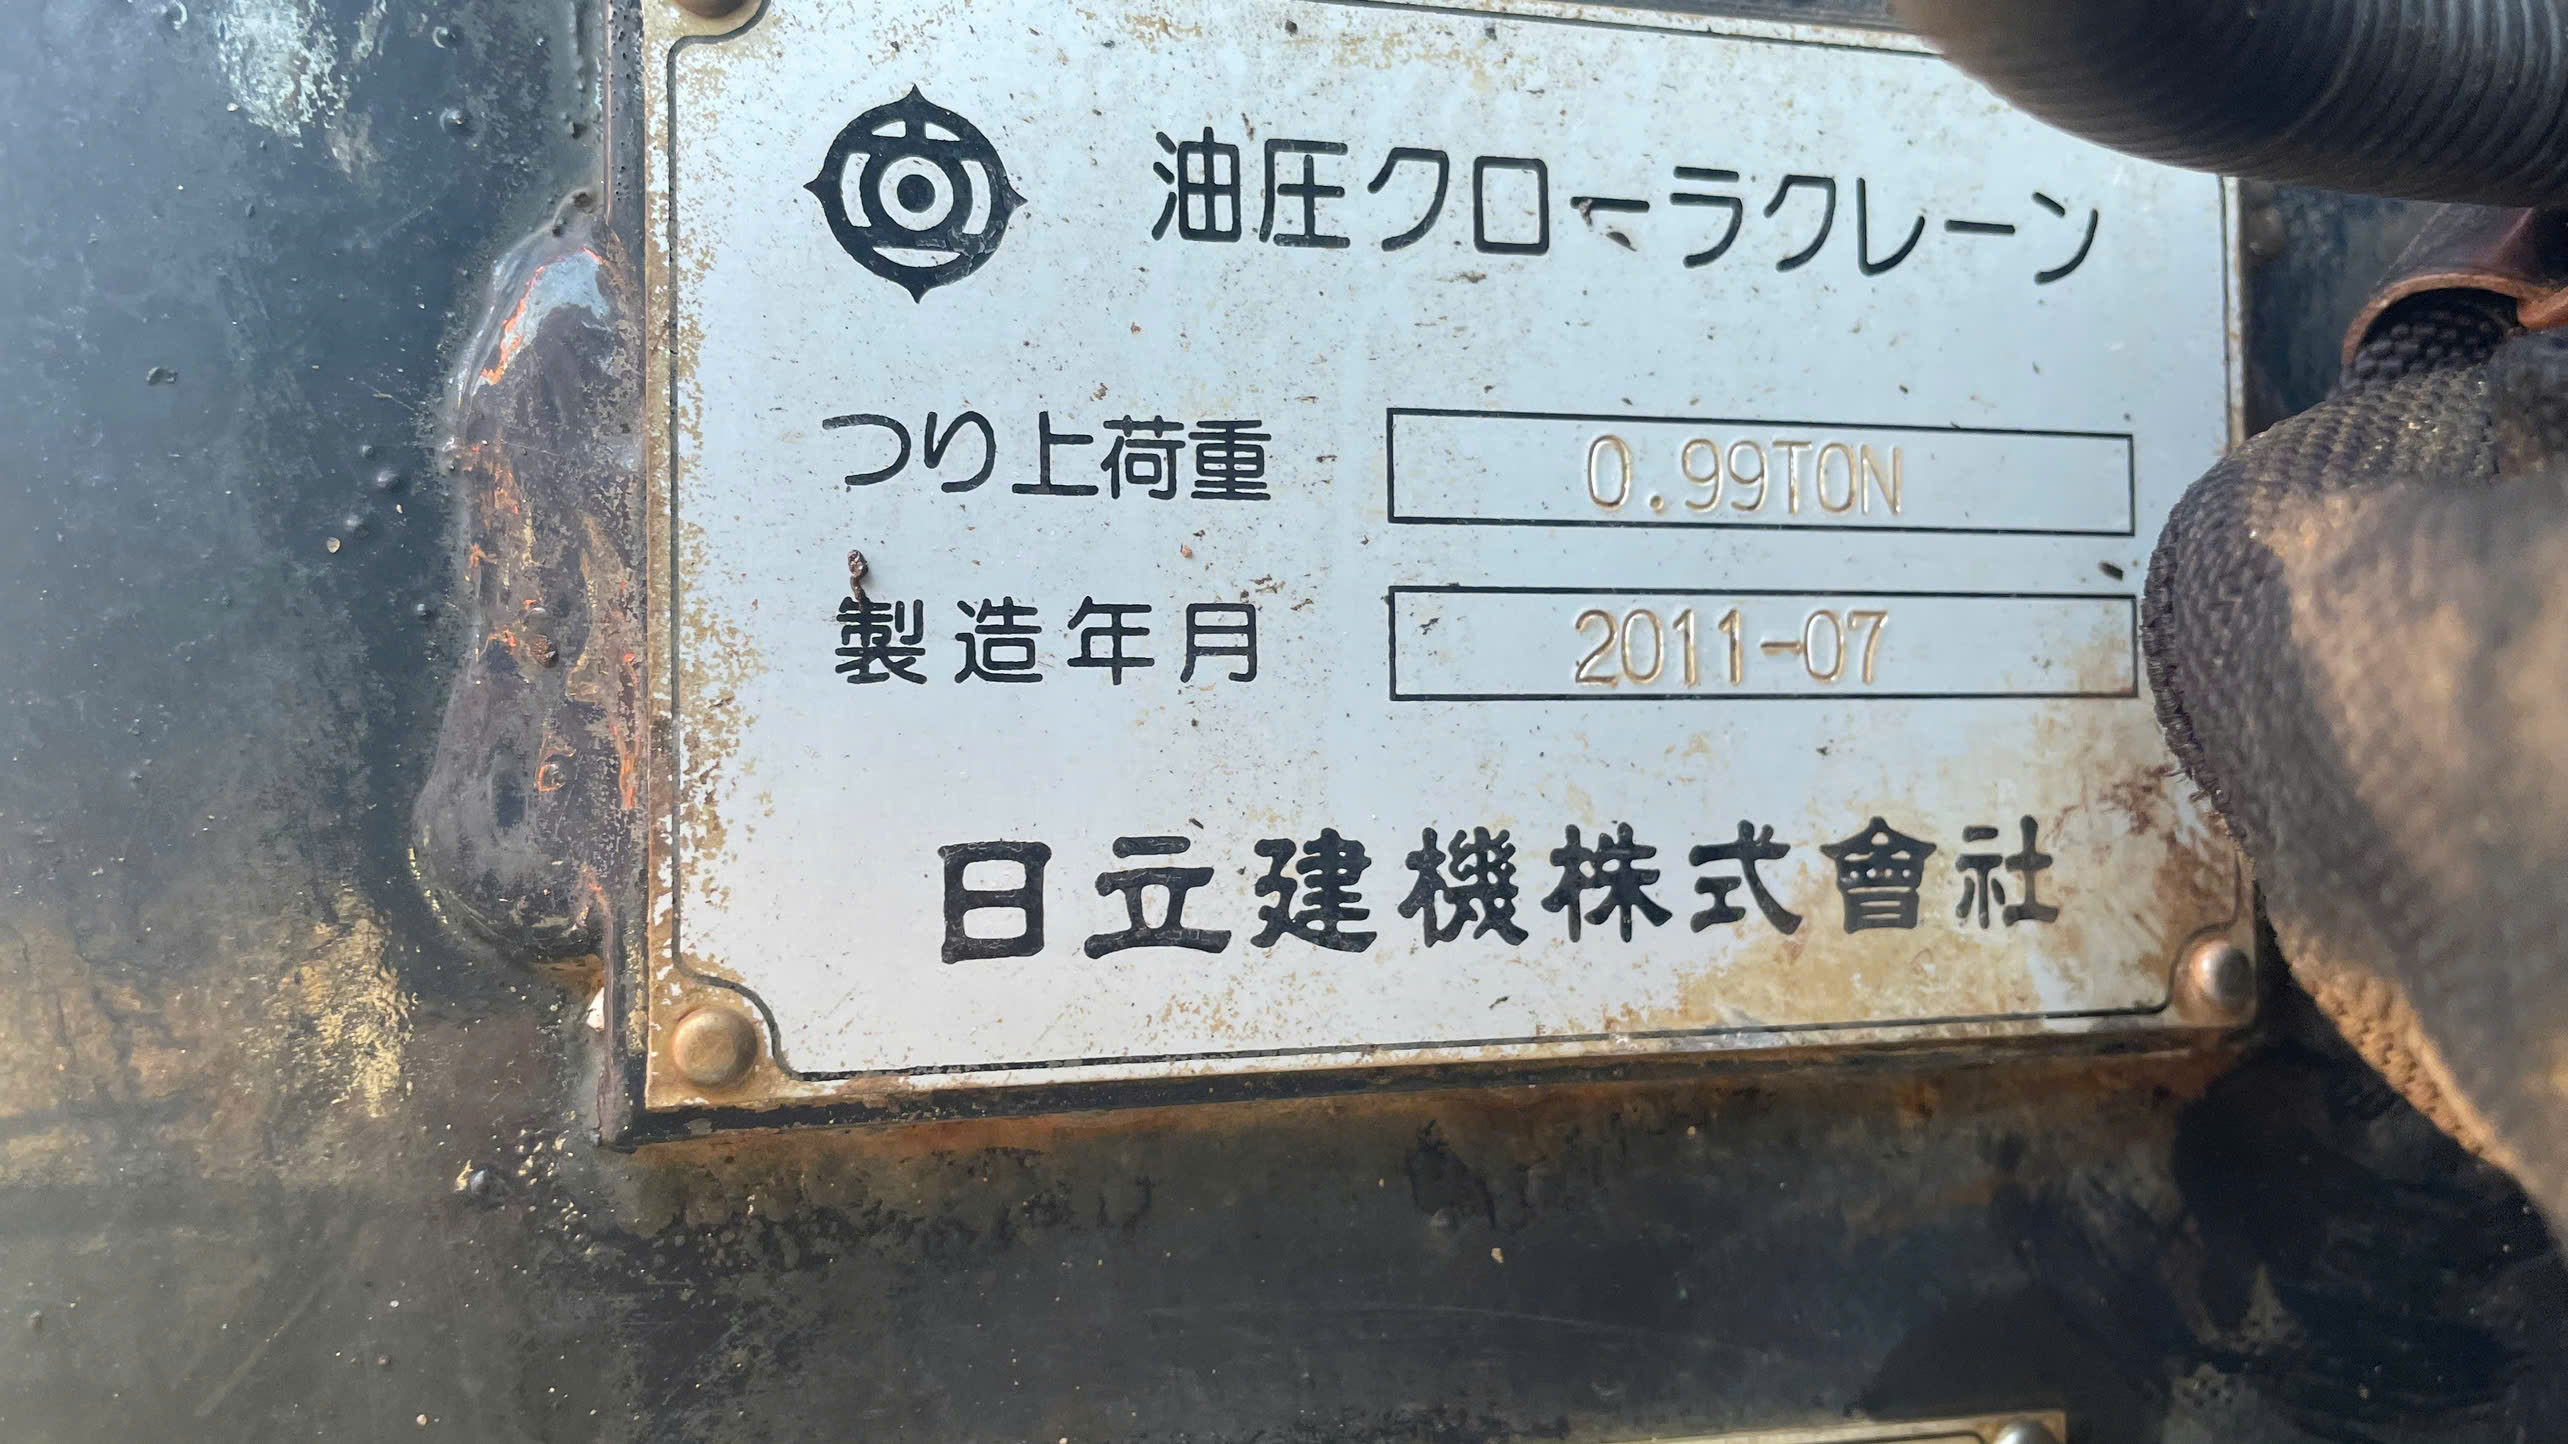 油圧クローラクレーン
つり上荷重 0.99TON
製造年月 2011-07
日立建機株式會社